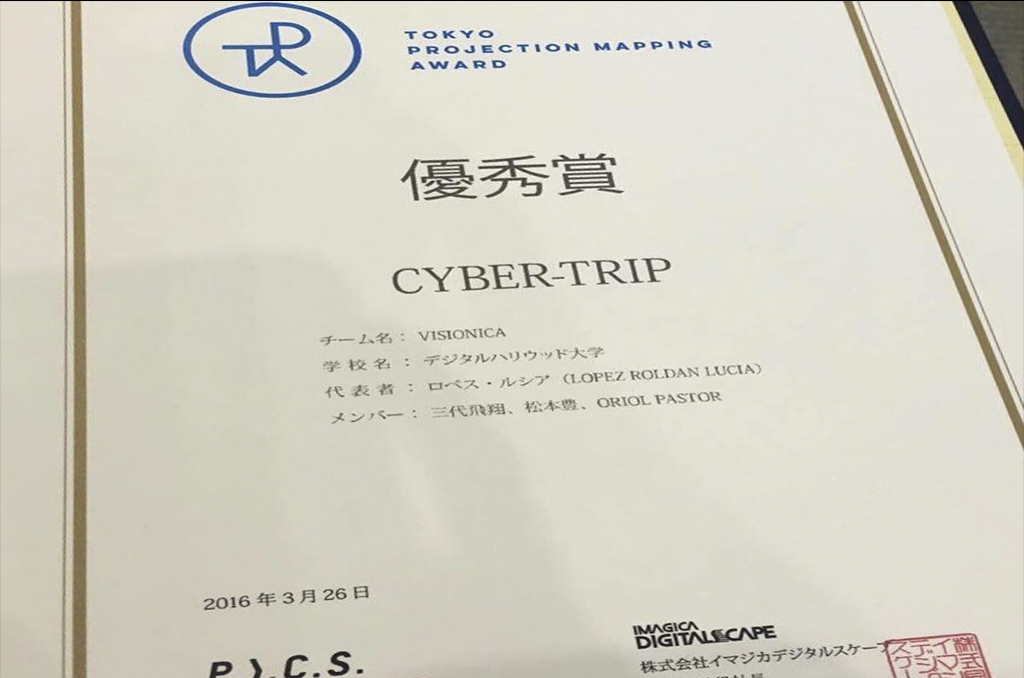 TOKYO
PROJECTION MAPPING
AWARD
優秀賞
CYBER-TRIP
チーム名： VISIONICA
学校名： デジタルハリウッド大学
代表者： ロペス・ルシア（LOPEZ ROLDAN LUCIA）
メンバー： 三代飛翔、松本豊、ORIOL PASTOR
2016年3月26日
P.I.C.S.
IMAGICA
DIGITALSCAPE
株式会社イマジカデジタルスケープ